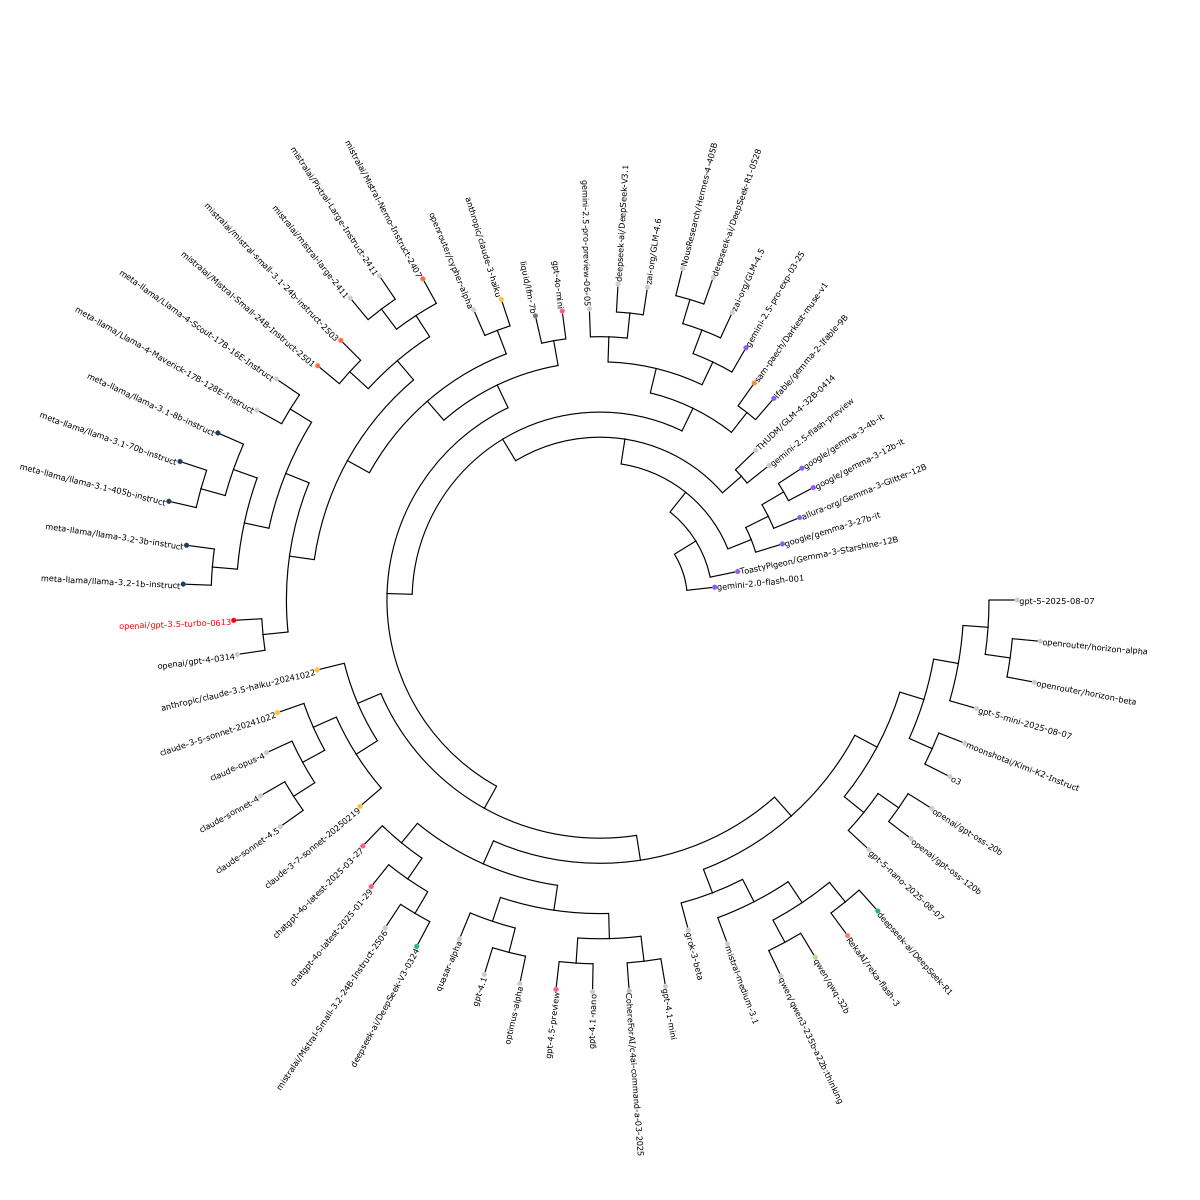 gpt-5-2025-08-07
openrouter/horizon-alpha
openrouter/horizon-beta
gpt-5-mini-2025-08-07
moonshotai/Kimi-K2-Instruct
o3
openai/gpt-oss-20b
openai/gpt-oss-120b
gpt-5-nano-2025-08-07
deepseek-ai/DeepSeek-R1
RekaAI/reka-flash-3
qwen/qwq-32b
qwen/qwen3-235b-a22b:thinking
mistral-medium-3.1
grok-3-beta
gpt-4.1-mini
CohereForAI/c4ai-command-a-03-2025
gpt-4.1-nano
gpt-4.5-preview
optimus-alpha
gpt-4.1
quasar-alpha
deepseek-ai/DeepSeek-V3-0324
mistralai/Mistral-Small-3.2-24B-Instruct-2506
chatgpt-4o-latest-2025-01-29
chatgpt-4o-latest-2025-03-27
claude-3-7-sonnet-20250219
claude-sonnet-4.5
claude-sonnet-4
claude-opus-4
claude-3-5-sonnet-20241022
anthropic/claude-3.5-haiku-20241022
openai/gpt-4-0314
openai/gpt-3.5-turbo-0613
meta-llama/llama-3.2-1b-instruct
meta-llama/llama-3.2-3b-instruct
meta-llama/llama-3.1-405b-instruct
meta-llama/llama-3.1-70b-instruct
meta-llama/llama-3.1-8b-instruct
meta-llama/Llama-4-Maverick-17B-128E-Instruct
meta-llama/Llama-4-Scout-17B-16E-Instruct
mistralai/Mistral-Small-24B-Instruct-2501
mistralai/mistral-small-3.1-24b-instruct-2503
mistralai/mistral-large-2411
mistralai/Pixtral-Large-Instruct-2411
mistralai/Mistral-Nemo-Instruct-2407
openrouter/cypher-alpha
anthropic/claude-3-haiku
liquid/lfm-7b
gpt-4o-mini
gemini-2.5-pro-preview-06-05
deepseek-ai/DeepSeek-V3.1
zai-org/GLM-4.6
NousResearch/Hermes-4-405B
deepseek-ai/DeepSeek-R1-0528
zai-org/GLM-4.5
gemini-2.5-pro-exp-03-25
sam-paech/Darkest-muse-v1
ifable/gemma-2-Ifable-9B
THUDM/GLM-4-32B-0414
gemini-2.5-flash-preview
google/gemma-3-4b-it
google/gemma-3-12b-it
allura-org/Gemma-3-Glitter-12B
google/gemma-3-27b-it
ToastyPigeon/Gemma-3-Starshine-12B
gemini-2.0-flash-001